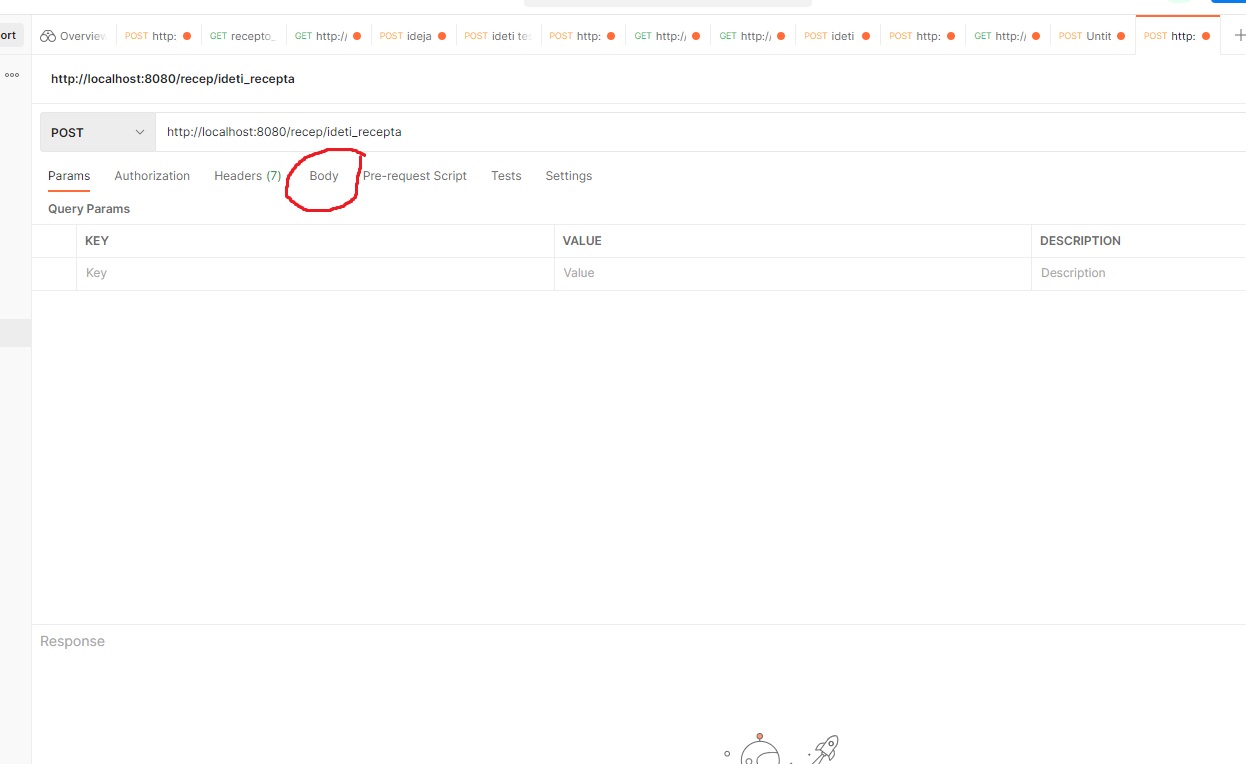 ort
Overview POST http: GET recepto_ GET http:// POST ideja POST ideti te POST http: GET http:/ GET http:/ POST ideti POST http: GET http:/ POST Untit POST http: +
http://localhost:8080/recep/ideti_recepta
POST http://localhost:8080/recep/ideti_recepta
Params Authorization Headers (7) Body Pre-request Script Tests Settings
Query Params
KEY VALUE DESCRIPTION
Key Value Description
Response